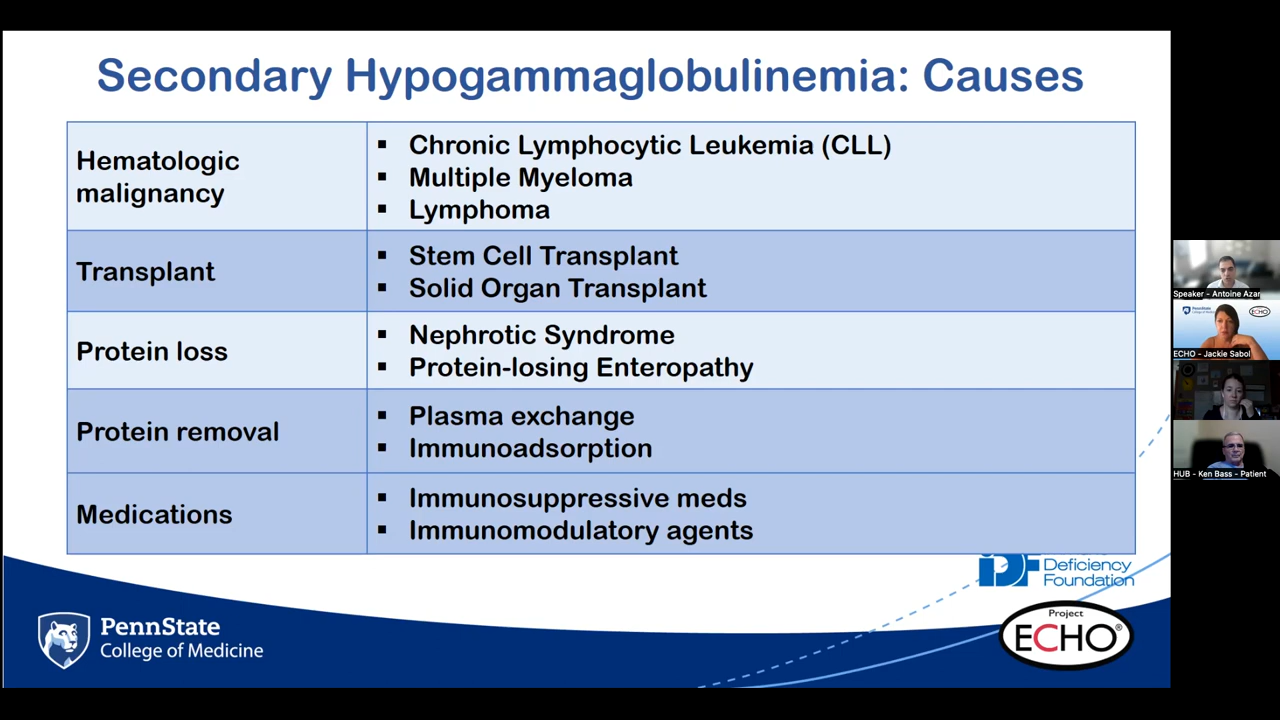 Secondary Hypogammaglobulinemia: Causes
Hematologic
malignancy
▪ Chronic Lymphocytic Leukemia (CLL)
▪ Multiple Myeloma
▪ Lymphoma
Transplant
▪ Stem Cell Transplant
▪ Solid Organ Transplant
Protein loss
▪ Nephrotic Syndrome
▪ Protein-losing Enteropathy
Protein removal
▪ Plasma exchange
▪ Immunoadsorption
Medications
▪ Immunosuppressive meds
▪ Immunomodulatory agents
Deficiency
Foundation
PennState
College of Medicine
Project
ECHO®
Speaker - Antoine Azar
PennState
ECHO
ECHO - Jackie Sabol
HUB - Ken Bass - Patient